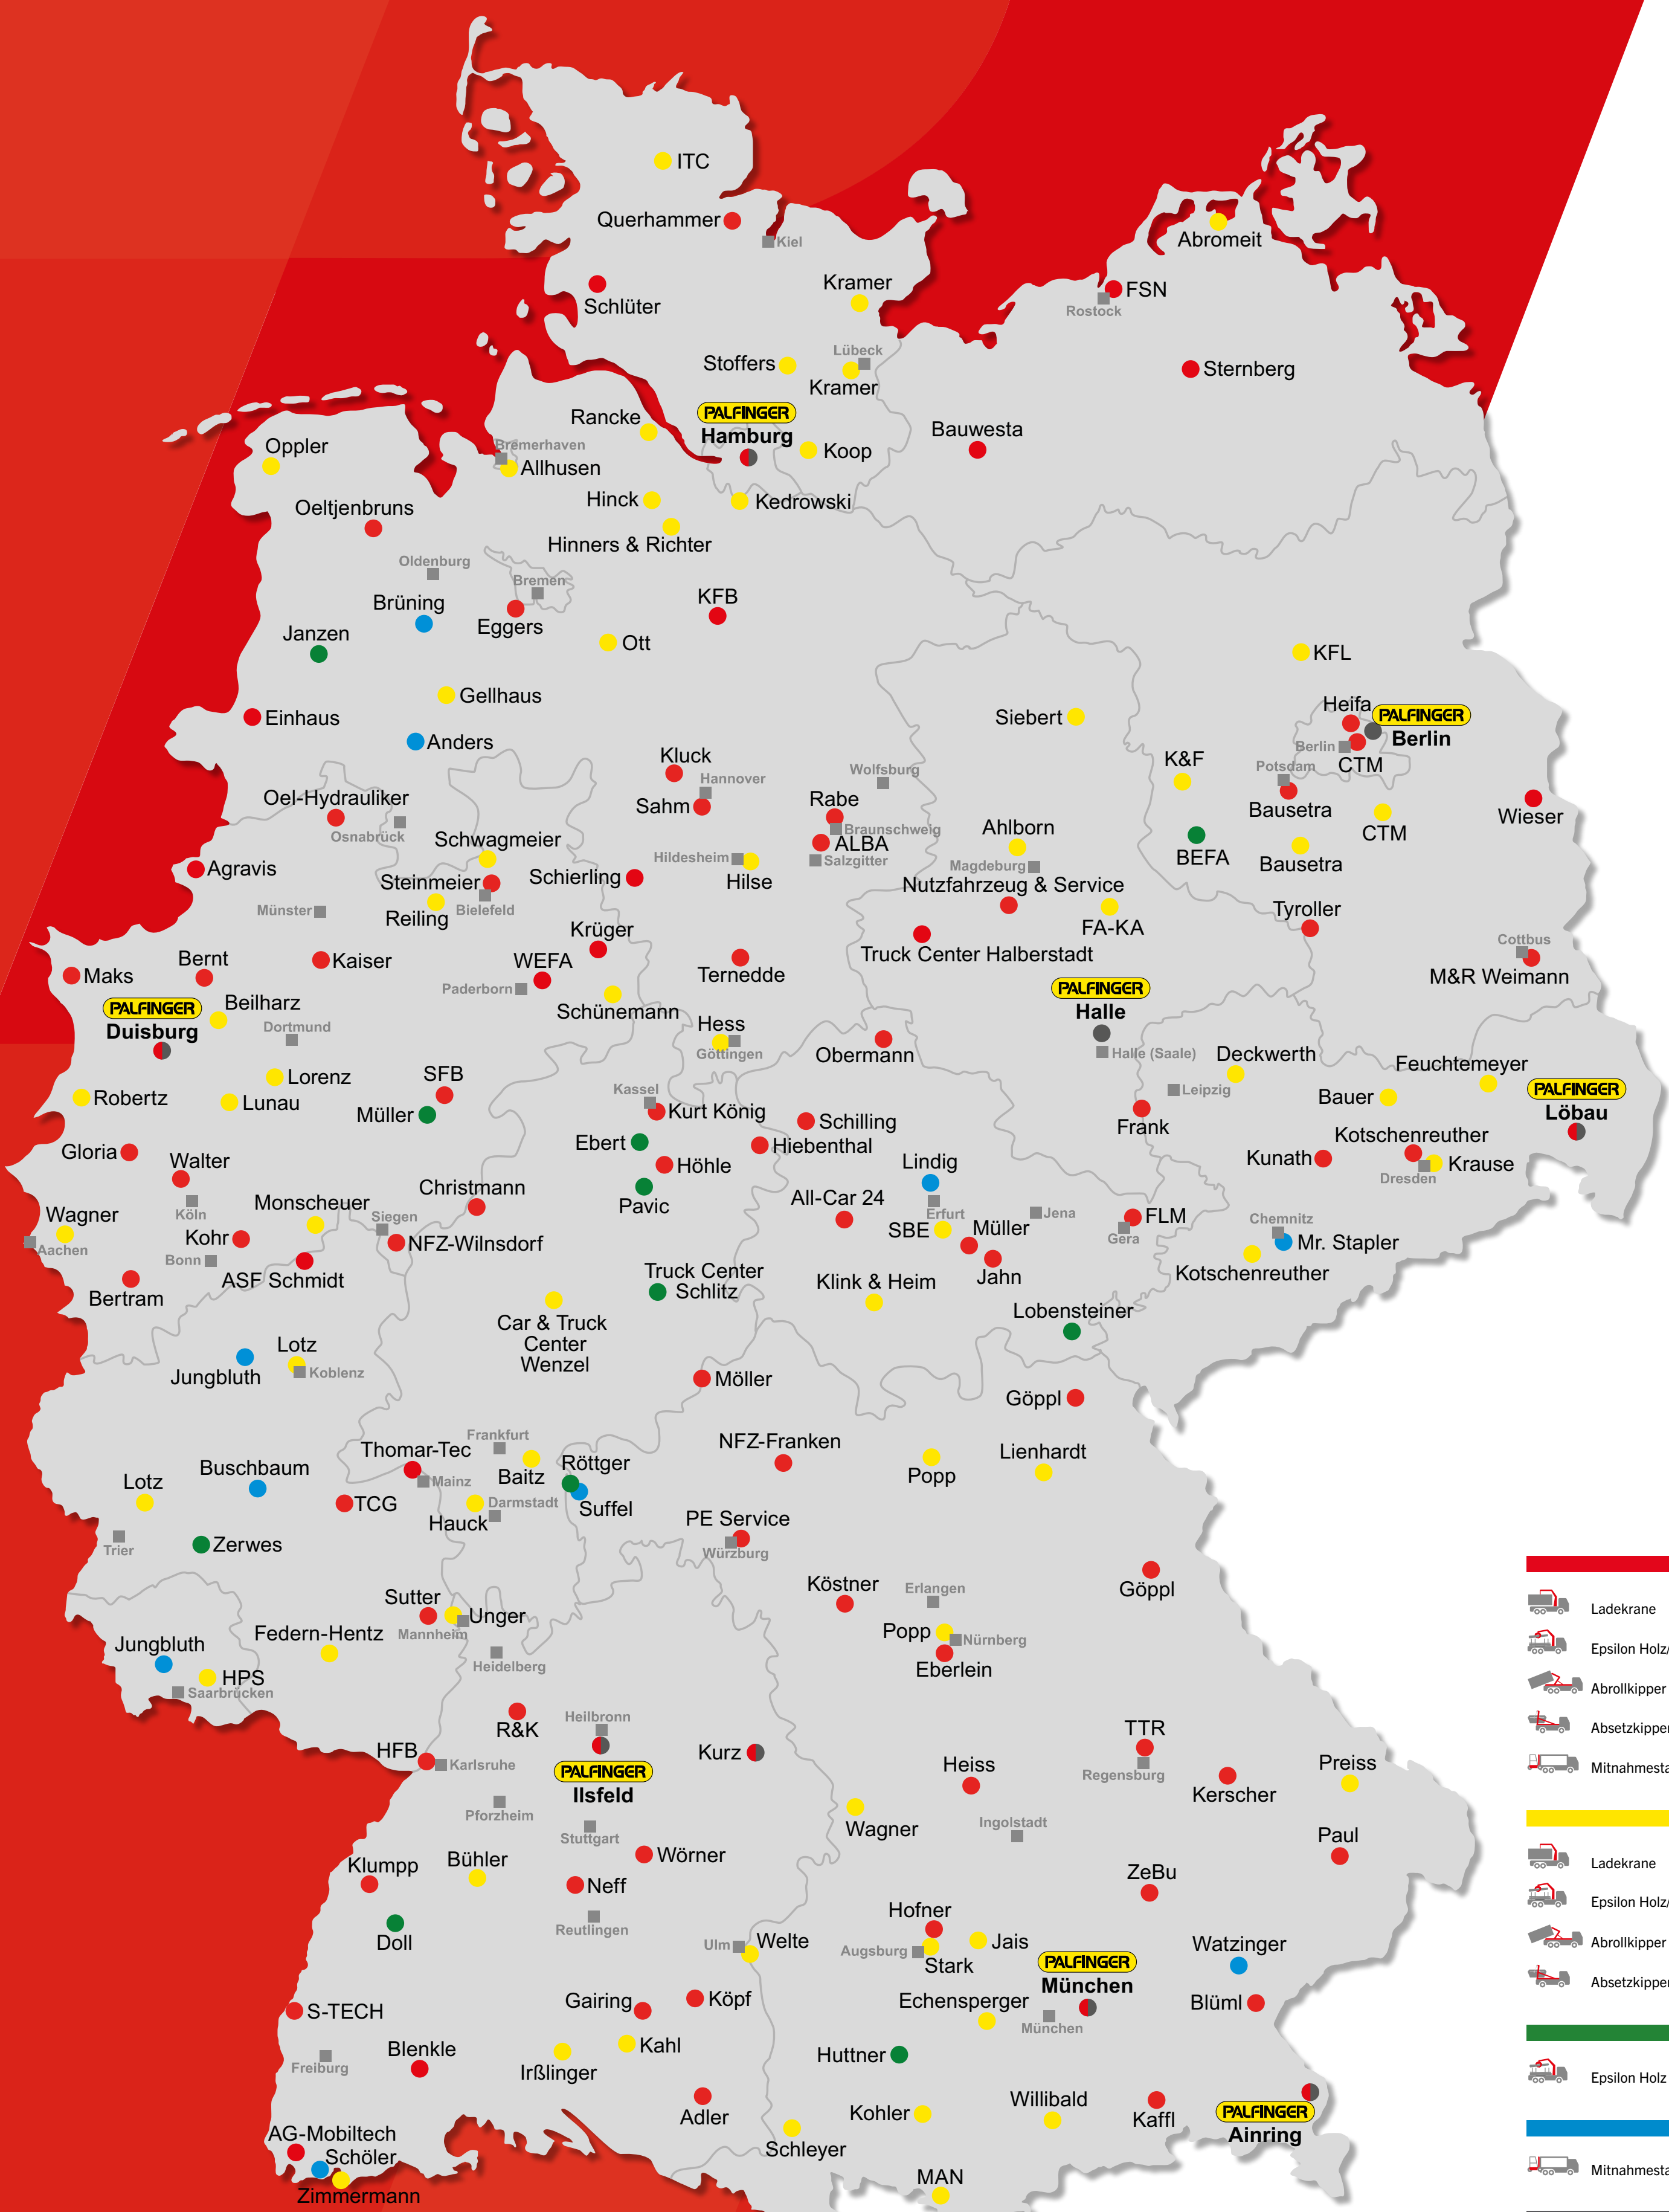 ITC
Querhammer
Kiel
Abromeit
Schlüter
Kramer
FSN
Rostock
Stoffers
Lübeck
Kramer
Sternberg
Rancke
PALFINGER
Hamburg
Bauwesta
Oppler
Bremerhaven
Allhusen
Koop
Hinck
Kedrowski
Oeltjenbruns
Hinners & Richter
Oldenburg
Bremen
Brüning
Eggers
KFB
Janzen
Ott
KFL
Gellhaus
Einhaus
Siebert
Heifa
PALFINGER
Berlin
Berlin
CTM
Anders
Kluck
Hannover
Wolfsburg
K&F
Potsdam
Bausetra
Oel-Hydrauliker
Osnabrück
Sahm
Rabe
Braunschweig
ALBA
Salzgitter
Ahlborn
Magdeburg
Wieser
CTM
Schwagmeier
BEFA
Bausetra
Agravis
Steinmeier
Schierling
Hildesheim
Hilse
Nutzfahrzeug & Service
Münster
Reiling
Bielefeld
FA-KA
Tyroller
Krüger
Truck Center Halberstadt
Cottbus
M&R Weimann
Maks
Bernt
Kaiser
WEFA
Paderborn
Ternedde
PALFINGER
Halle
PALFINGER
Duisburg
Beilharz
Dortmund
Schünemann
Hess
Göttingen
Obermann
Halle (Saale)
Deckwerth
Feuchtemeyer
Lorenz
SFB
Kassel
Leipzig
PALFINGER
Löbau
Robertz
Lunau
Müller
Kurt König
Schilling
Frank
Bauer
Gloria
Ebert
Hiebenthal
Kotschenreuther
Walter
Höhle
Lindig
Kunath
Krause
Dresden
Köln
Christmann
Pavic
All-Car 24
Erfurt
Jena
FLM
Gera
Chemnitz
Wagner
Aachen
Monscheuer
Siegen
SBE
Müller
Kohr
Bonn
NFZ-Wilnsdorf
Mr. Stapler
ASF Schmidt
Truck Center
Schlitz
Klink & Heim
Jahn
Kotschenreuther
Bertram
Car & Truck
Center
Wenzel
Lobensteiner
Lotz
Jungbluth
Koblenz
Möller
Göppl
Frankfurt
Thomar-Tec
NFZ-Franken
Lienhardt
Buschbaum
Mainz
Baitz
Röttger
Popp
Lotz
TCG
Darmstadt
Hauck
Suffel
PE Service
Würzburg
Trier
Zerwes
Köstner
Erlangen
Göppl
Sutter
Unger
Mannheim
Federn-Hentz
Popp
Nürnberg
Jungbluth
Heidelberg
Eberlein
HPS
Saarbrücken
R&K
Heilbronn
TTR
HFB
Karlsruhe
Kurz
PALFINGER
Ilsfeld
Heiss
Regensburg
Kerscher
Preiss
Pforzheim
Stuttgart
Wagner
Ingolstadt
Paul
Klumpp
Bühler
Wörner
ZeBu
Neff
Doll
Reutlingen
Hofner
Ulm
Welte
Augsburg
Stark
Jais
PALFINGER
München
Watzinger
S-TECH
Gairing
Köpf
Echensperger
München
Blüml
Freiburg
Blenkle
Irßlinger
Kahl
Huttner
Adler
Kohler
Willibald
Kaffl
PALFINGER
Ainring
AG-Mobiltech
Schöler
Zimmermann
Schleyer
MAN
Ladekrane
Epsilon Holz/
Abrollkipper
Absetzkipper
Mitnahmesta
Ladekrane
Epsilon Holz/
Abrollkipper
Absetzkipper
Epsilon Holz
Mitnahmesta